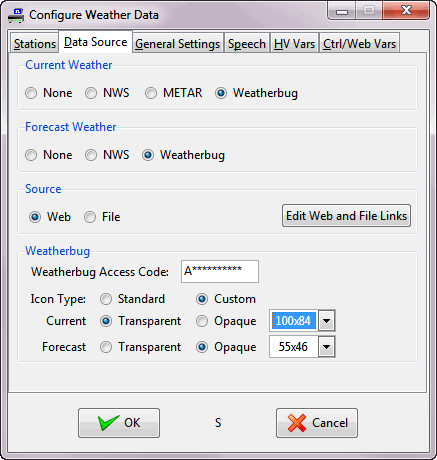 Configure Weather Data
Stations Data Source General Settings Speech HV Vars Ctrl/Web Vars
Current Weather
None NWS METAR Weatherbug
Forecast Weather
None NWS Weatherbug
Source
Web File Edit Web and File Links
Weatherbug
Weatherbug Access Code: A**********
Icon Type: Standard Custom
Current Transparent Opaque 100x84
Forecast Transparent Opaque 55x46
OK S Cancel